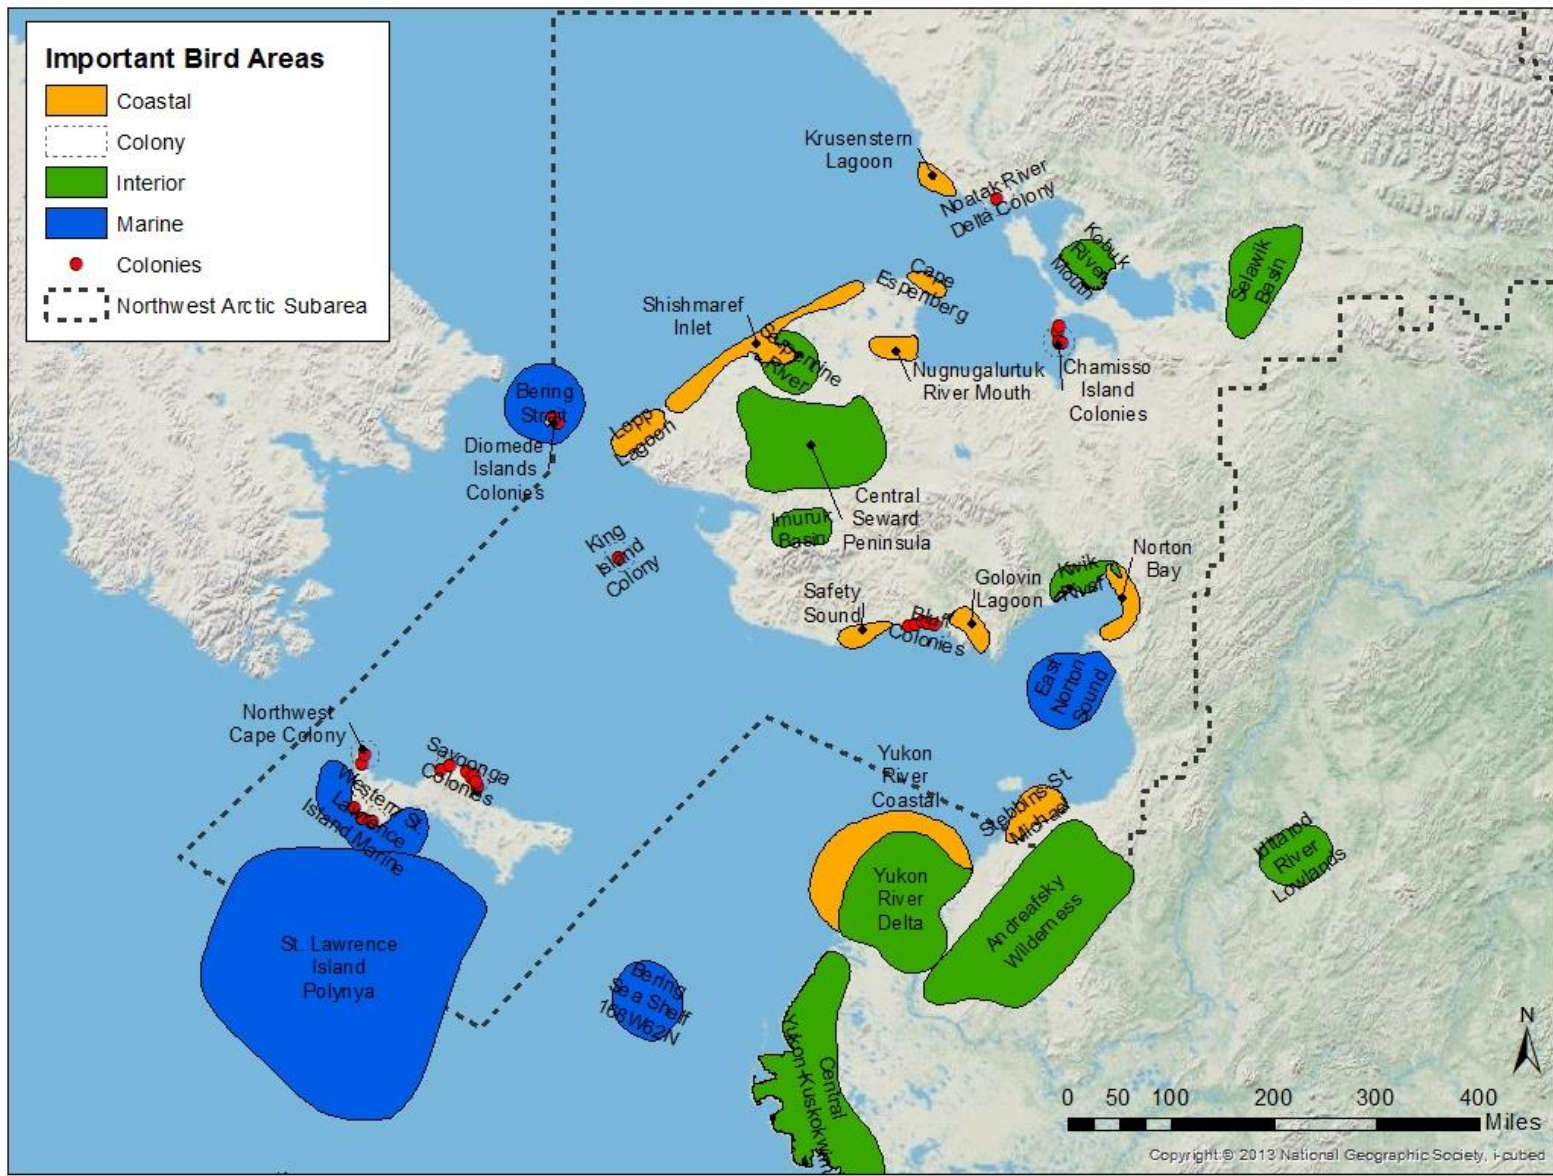 Important Bird Areas
Coastal
Colony
Interior
Marine
Colonies
Northwest Arctic Subarea
Krusenstern
Lagoon
Noatak River
Delta Colony
Kobuk
River
Mouth
Selawik
Basin
Cape
Espenberg
Shishmaref
Inlet
Serpentine
River
Nugnugalurtuk
River Mouth
Chamisso
Island
Colonies
Bering
Strait
Lopp
Lagoon
Diomede
Islands
Colonies
Central
Seward
Peninsula
Imuruk
Basin
King
Island
Colony
Norton
Bay
Kwik
River
Golovin
Lagoon
Safety
Sound
Bluff
Colonies
East
Norton
Sound
Northwest
Cape Colony
Savoonga
Colonies
Western St.
Lawrence
Island Marine
Yukon
River
Coastal
Stebbins-St.
Michael
Iditarod
River
Lowlands
Yukon
River
Delta
Andreafsky
Wilderness
St. Lawrence
Island
Polynya
Bering
Sea Shelf
166W62N
Central
Yukon-Kuskokwim
N
0 50 100 200 300 400
Miles
Copyright:© 2013 National Geographic Society, i-cubed